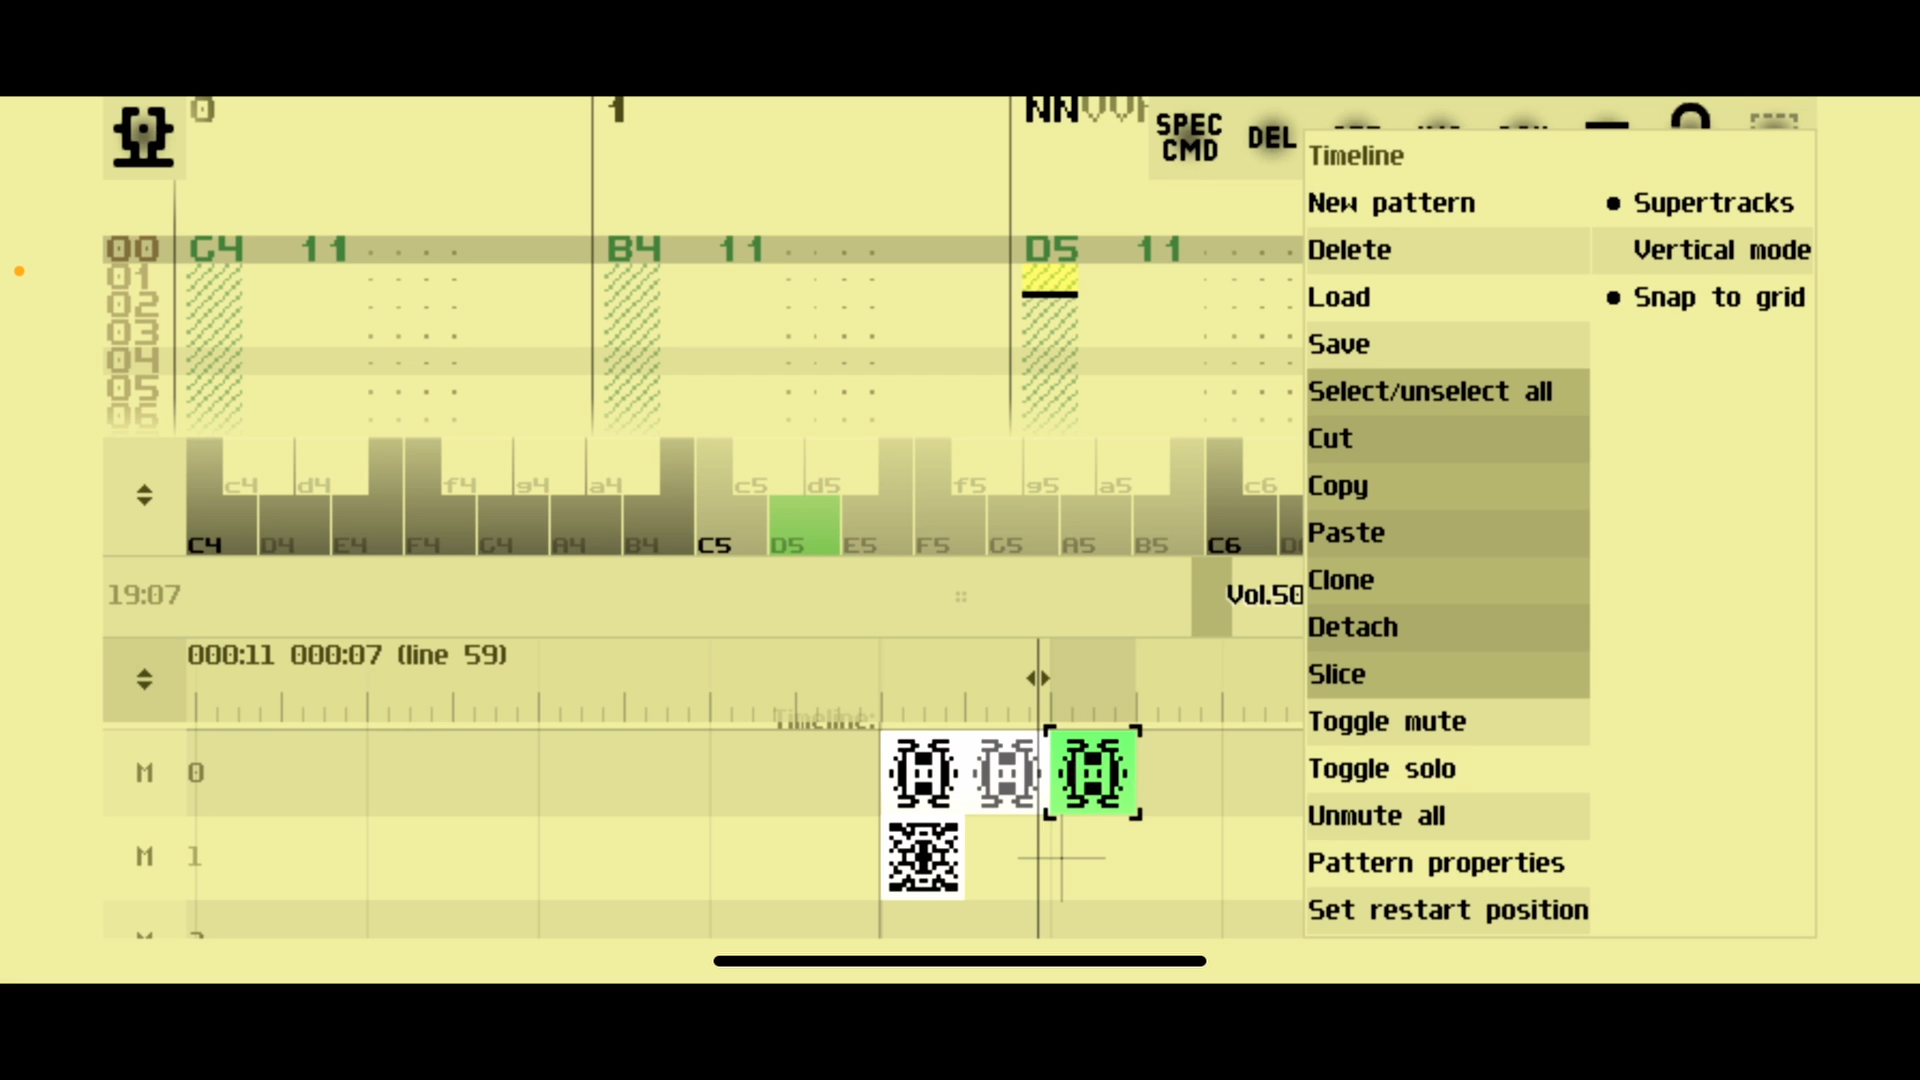 0 1 NNVV
SPEC CMD DEL
00 G4 11 B4 11 D5 11
01
02
03
04
05
06
c4 d4 f4 g4 a4 c5 d5 f5 g5 a5 c6
C4 D4 E4 F4 G4 A4 B4 C5 D5 E5 F5 G5 A5 B5 C6
19:07 Vol.50
000:11 000:07 (line 59)
Timeline:
M 0
M 1
Timeline
New pattern
Delete
Load
Save
Select/unselect all
Cut
Copy
Paste
Clone
Detach
Slice
Toggle mute
Toggle solo
Unmute all
Pattern properties
Set restart position
• Supertracks
Vertical mode
• Snap to grid